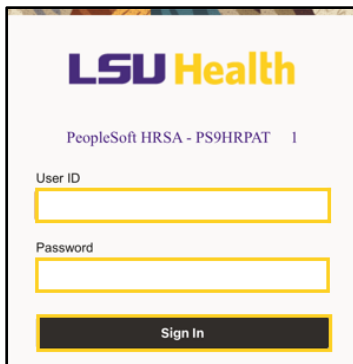 LSU Health
PeopleSoft HRSA - PS9HRPAT 1
User ID
Password
Sign In